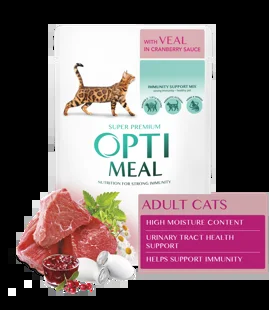 WITH VEAL
IN CRANBERRY SAUCE
IMMUNITY SUPPORT MIX
SUPER PREMIUM
OPTI
MEAL
NUTRITION FOR STRONG IMMUNITY
ADULT CATS
HIGH MOISTURE CONTENT
URINARY TRACT HEALTH
SUPPORT
HELPS SUPPORT IMMUNITY